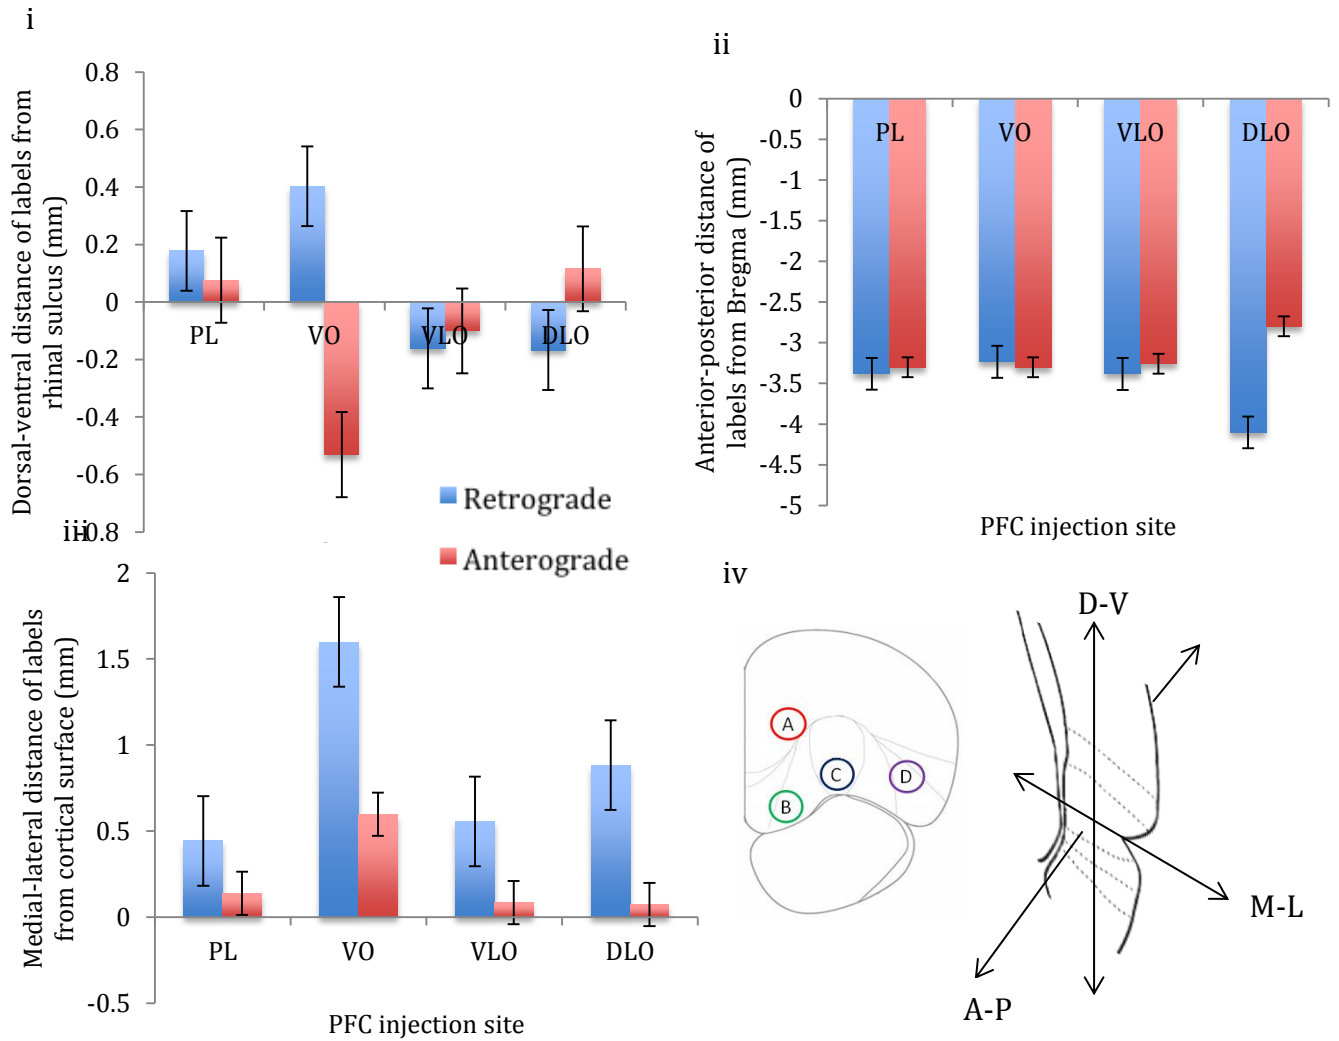 i
0.8
0.6
0.4
0.2
0
-0.2
-0.4
-0.6
-0.8
Dorsal-ventral distance of labels from
rhinal sulcus (mm)
PL VO VLO DLO
Retrograde
Anterograde
ii
0
-0.5
-1
-1.5
-2
-2.5
-3
-3.5
-4
-4.5
-5
Anterior-posterior distance of
labels from Bregma (mm)
PL VO VLO DLO
PFC injection site
iii
2
1.5
1
0.5
0
-0.5
Medial-lateral distance of labels
from cortical surface (mm)
PL VO VLO DLO
PFC injection site
iv
A
B
C
D
D-V
M-L
A-P